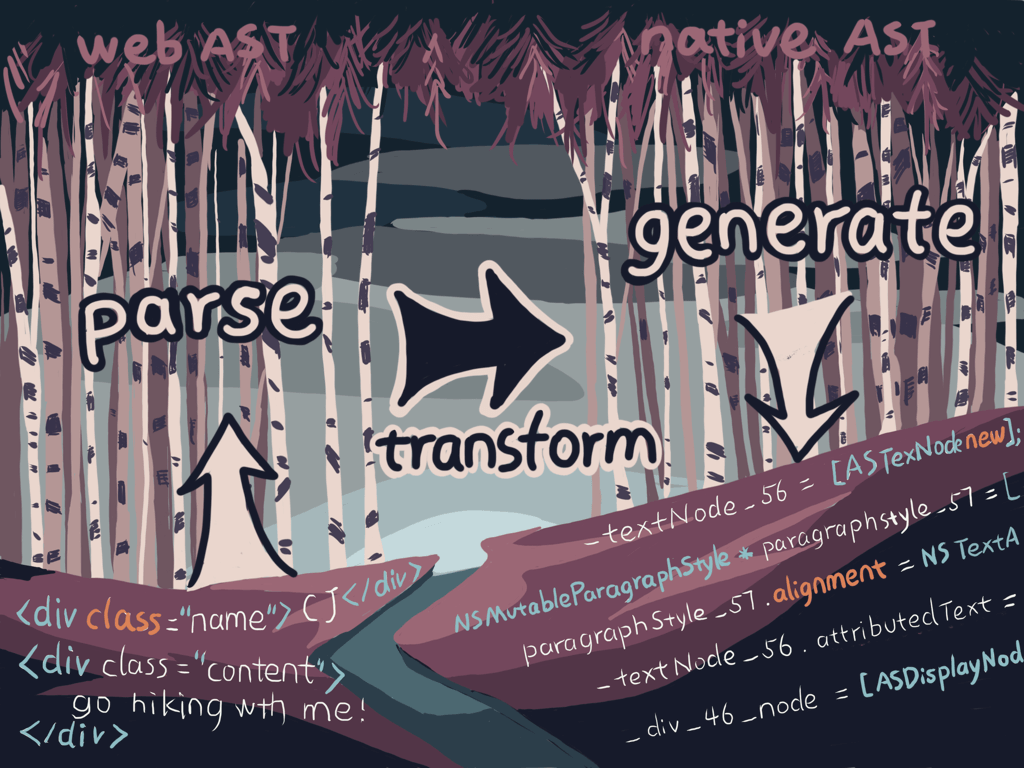 web AST
native AST
parse
transform
generate
<div class="name"> CJ </div>
<div class="content">
go hiking with me!
</div>
_textNode_56 = [ASTexNode new];
NSMutableParagraphStyle * paragraphstyle_57 = [
paragraphStyle_57.alignment = NSTextA
_textNode_56.attributedText =
_div_46_node = [ASDisplayNod